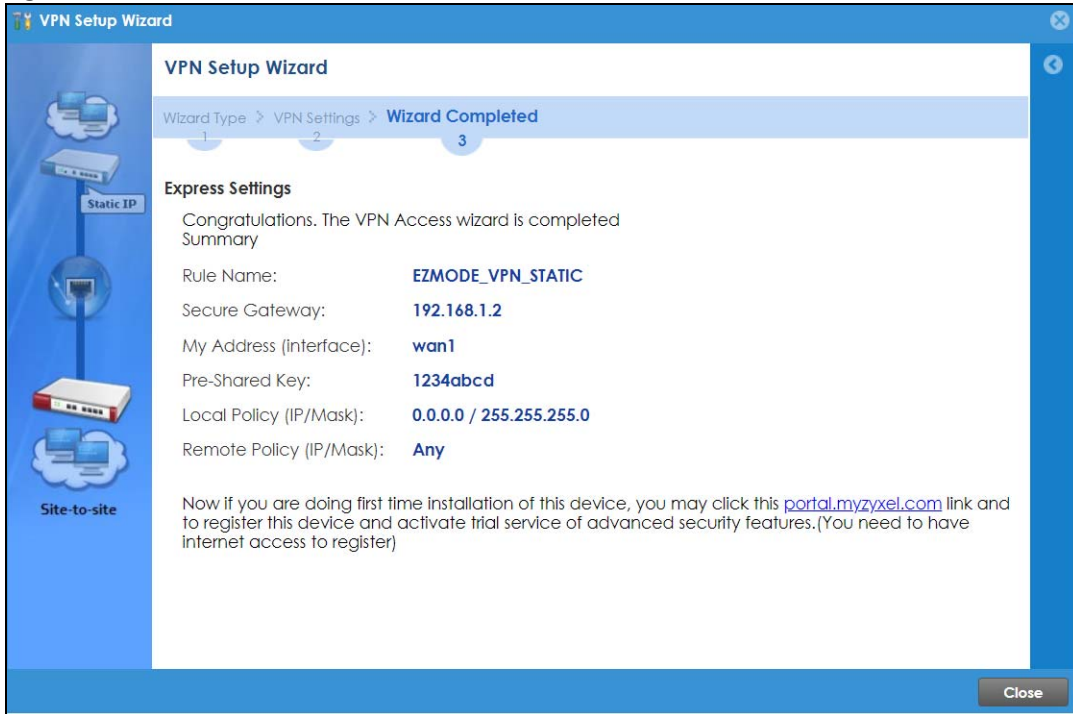 VPN Setup Wizard
VPN Setup Wizard
Wizard Type > VPN Settings > Wizard Completed
1 2 3
Static IP
Express Settings
Congratulations. The VPN Access wizard is completed
Summary
Rule Name: EZMODE_VPN_STATIC
Secure Gateway: 192.168.1.2
My Address (interface): wan1
Pre-Shared Key: 1234abcd
Local Policy (IP/Mask): 0.0.0.0 / 255.255.255.0
Remote Policy (IP/Mask): Any
Site-to-site
Now if you are doing first time installation of this device, you may click this portal.myzyxel.com link and
to register this device and activate trial service of advanced security features.(You need to have
internet access to register)
Close